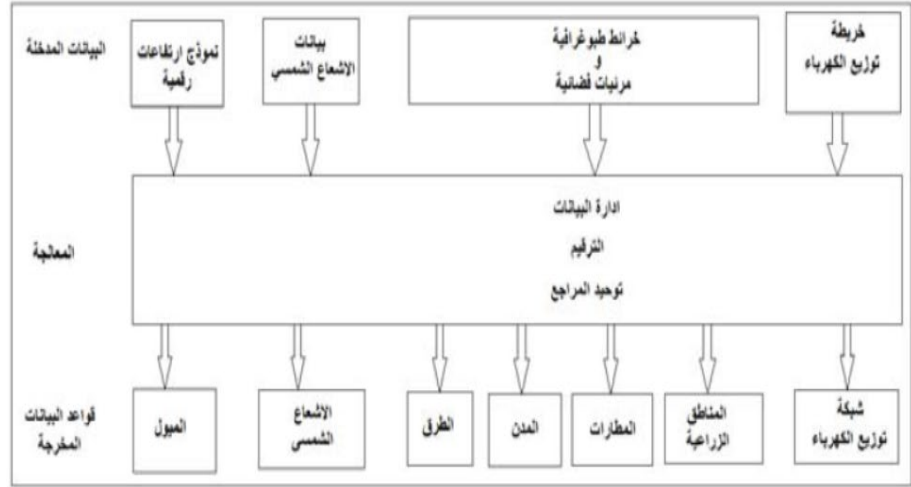 البيانات المدخلة
خريطة
توزيع الكهرباء
خرائط طبوغرافية
و
مرئيات فضائية
بيانات
الاشعاع الشمسي
نموذج ارتفاعات
رقمية
المعالجة
ادارة البيانات
الترقيم
توحيد المراجع
قواعد البيانات
المخرجة
شبكة
توزيع الكهرباء
المناطق
الزراعية
المطارات
المدن
الطرق
الاشعاع
الشمسى
الميول